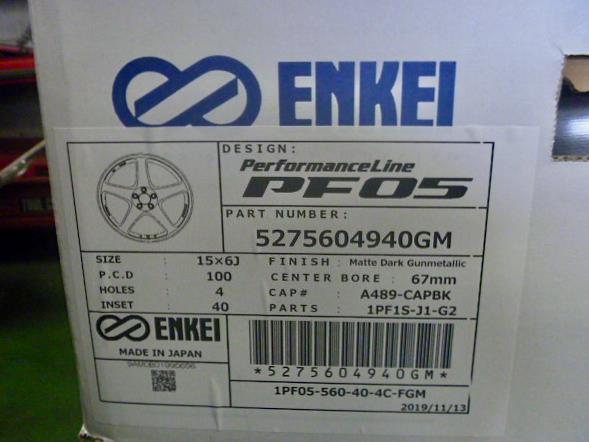 ENKEI
DESIGN:
PerformanceLine
PF05
PART NUMBER:
5275604940GM
SIZE : 15×6J
P.C.D : 100
HOLES : 4
INSET : 40
FINISH : Matte Dark Gunmetallic
CENTER BORE : 67mm
CAP# : A489-CAPBK
PARTS : 1PF1S-J1-G2
ENKEI
MADE IN JAPAN
*5275604940GM*
1PF05-560-40-4C-FGM
2019/11/13